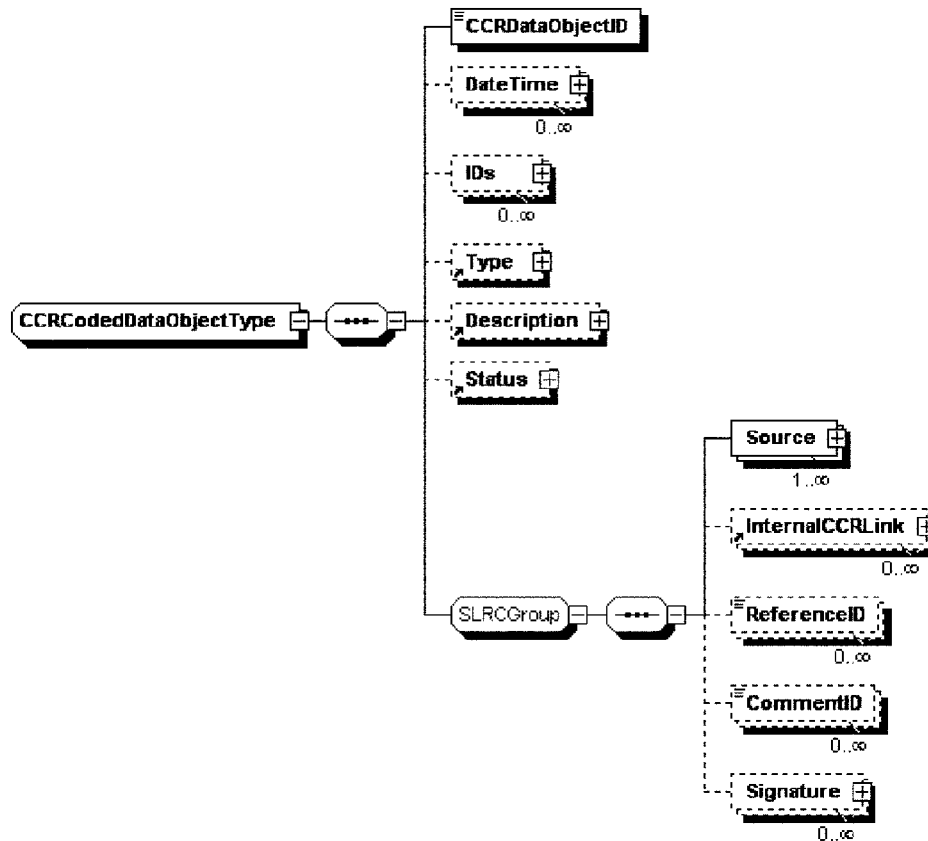 CCRDataObjectID
DateTime
0..∞
IDs
0..∞
Type
CCRCodedDataObjectType
Description
Status
Source
1..∞
InternalCCRLink
0..∞
SLRCGroup
ReferenceID
0..∞
CommentID
0..∞
Signature
0..∞